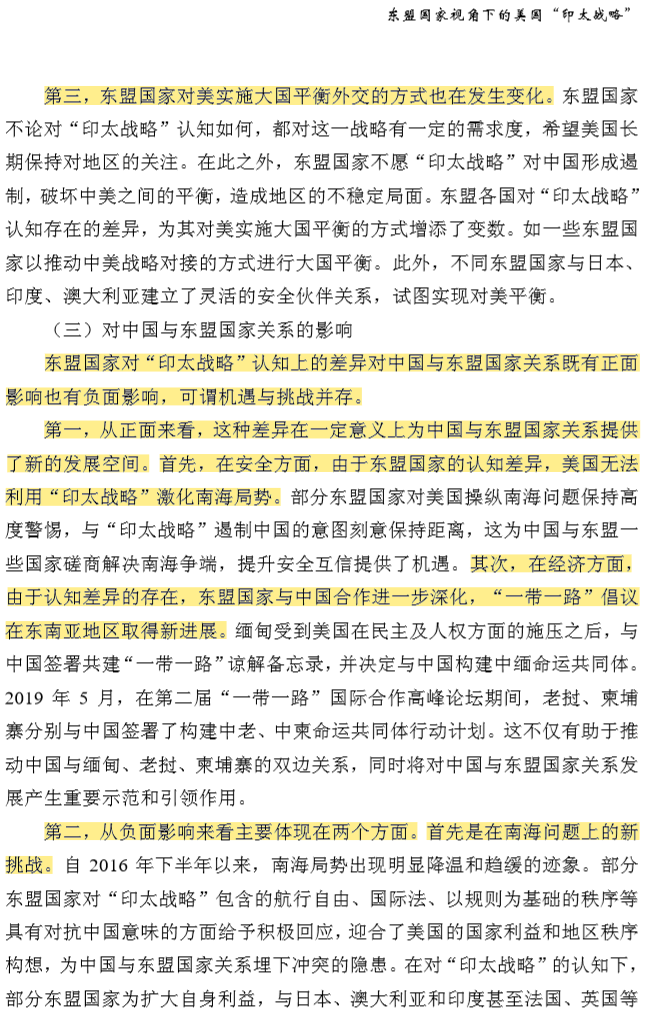 东盟国家视角下的美国“印太战略”
第三，东盟国家对美实施大国平衡外交的方式也在发生变化。东盟国家
不论对“印太战略”认知如何，都对这一战略有一定的需求度，希望美国长
期保持对地区的关注。在此之外，东盟国家不愿“印太战略”对中国形成遏
制，破坏中美之间的平衡，造成地区的不稳定局面。东盟各国对“印太战略”
认知存在的差异，为其对美实施大国平衡的方式增添了变数。如一些东盟国
家以推动中美战略对接的方式进行大国平衡。此外，不同东盟国家与日本、
印度、澳大利亚建立了灵活的安全伙伴关系，试图实现对美平衡。
（三）对中国与东盟国家关系的影响
东盟国家对“印太战略”认知上的差异对中国与东盟国家关系既有正面
影响也有负面影响，可谓机遇与挑战并存。
第一，从正面来看，这种差异在一定意义上为中国与东盟国家关系提供
了新的发展空间。首先，在安全方面，由于东盟国家的认知差异，美国无法
利用“印太战略”激化南海局势。部分东盟国家对美国操纵南海问题保持高
度警惕，与“印太战略”遏制中国的意图刻意保持距离，这为中国与东盟一
些国家磋商解决南海争端，提升安全互信提供了机遇。其次，在经济方面，
由于认知差异的存在，东盟国家与中国合作进一步深化，“一带一路”倡议
在东南亚地区取得新进展。缅甸受到美国在民主及人权方面的施压之后，与
中国签署共建“一带一路”谅解备忘录，并决定与中国构建中缅命运共同体。
2019 年 5 月，在第二届“一带一路”国际合作高峰论坛期间，老挝、柬埔
寨分别与中国签署了构建中老、中柬命运共同体行动计划。这不仅有助于推
动中国与缅甸、老挝、柬埔寨的双边关系，同时将对中国与东盟国家关系发
展产生重要示范和引领作用。
第二，从负面影响来看主要体现在两个方面。首先是在南海问题上的新
挑战。自 2016 年下半年以来，南海局势出现明显降温和趋缓的迹象。部分
东盟国家对“印太战略”包含的航行自由、国际法、以规则为基础的秩序等
具有对抗中国意味的方面给予积极回应，迎合了美国的国家利益和地区秩序
构想，为中国与东盟国家关系埋下冲突的隐患。在对“印太战略”的认知下，
部分东盟国家为扩大自身利益，与日本、澳大利亚和印度甚至法国、英国等